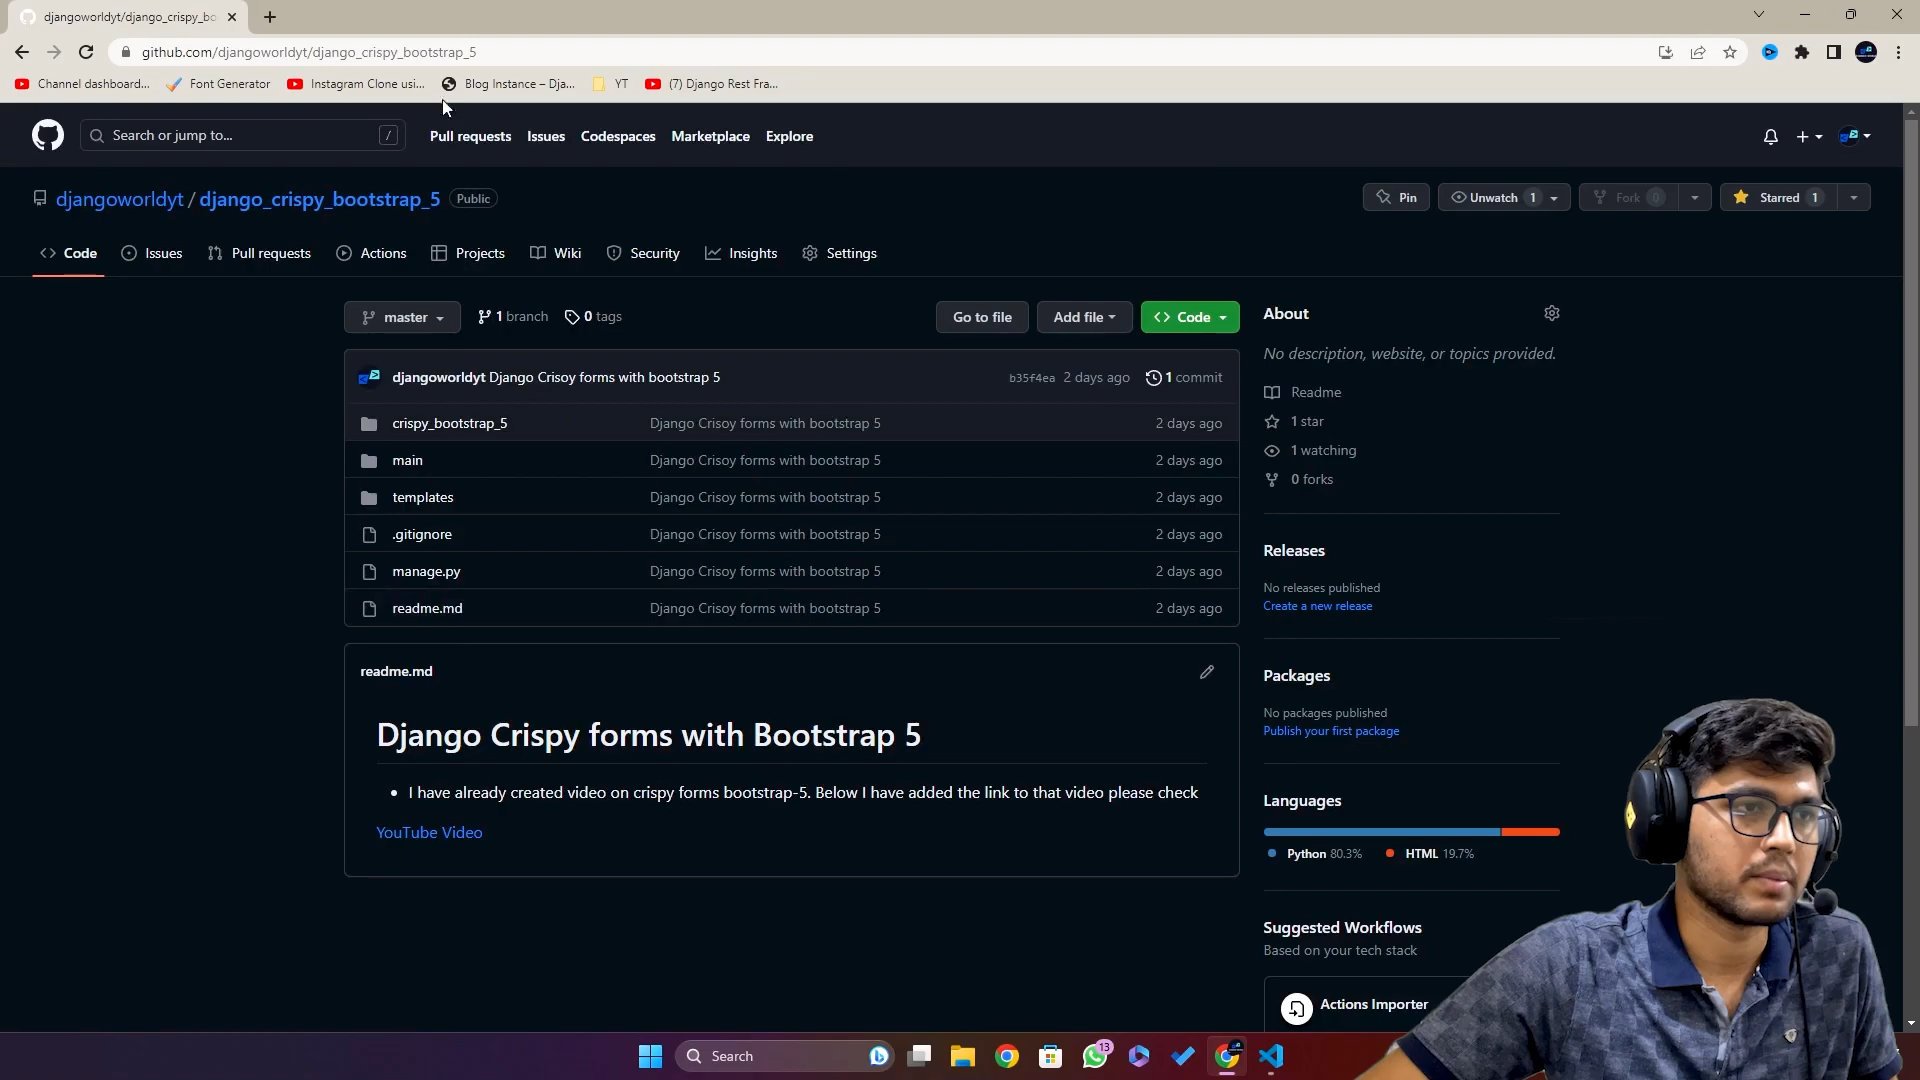 djangoworldyt/django_crispy_bo
github.com/djangoworldyt/django_crispy_bootstrap_5
Channel dashboard... Font Generator Instagram Clone usi... Blog Instance – Dja... YT (7) Django Rest Fra...
Search or jump to... / Pull requests Issues Codespaces Marketplace Explore
djangoworldyt / django_crispy_bootstrap_5 Public Pin Unwatch 1 Fork 0 Starred 1
Code Issues Pull requests Actions Projects Wiki Security Insights Settings
master 1 branch 0 tags Go to file Add file Code
djangoworldyt Django Crisoy forms with bootstrap 5 b35f4ea 2 days ago 1 commit
crispy_bootstrap_5 Django Crisoy forms with bootstrap 5 2 days ago
main Django Crisoy forms with bootstrap 5 2 days ago
templates Django Crisoy forms with bootstrap 5 2 days ago
.gitignore Django Crisoy forms with bootstrap 5 2 days ago
manage.py Django Crisoy forms with bootstrap 5 2 days ago
readme.md Django Crisoy forms with bootstrap 5 2 days ago
readme.md
Django Crispy forms with Bootstrap 5
• I have already created video on crispy forms bootstrap-5. Below I have added the link to that video please check
YouTube Video
About
No description, website, or topics provided.
Readme
1 star
1 watching
0 forks
Releases
No releases published
Create a new release
Packages
No packages published
Publish your first package
Languages
Python 80.3% HTML 19.7%
Suggested Workflows
Based on your tech stack
Actions Importer
Search
13